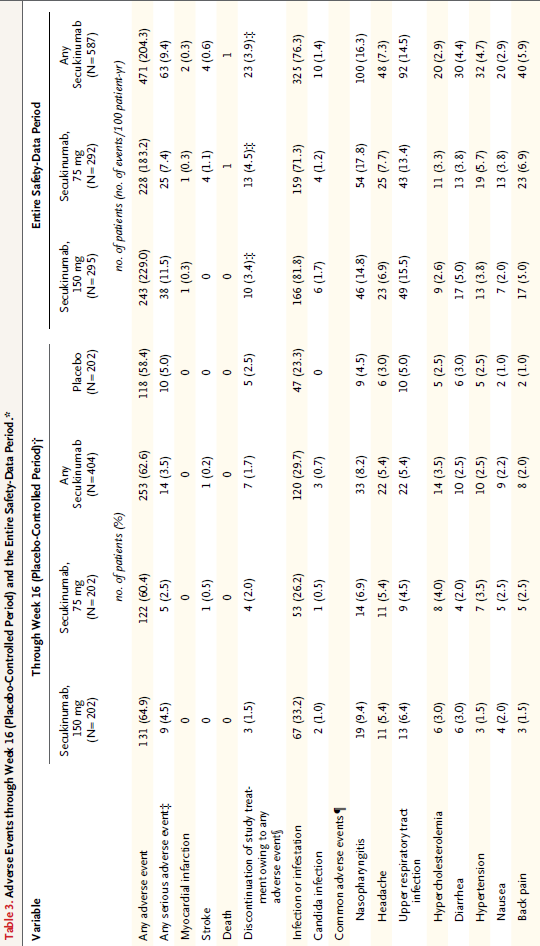 Table 3. Adverse Events through Week 16 (Placebo-Controlled Period) and the Entire Safety-Data Period.*
Variable Through Week 16 (Placebo-Controlled Period)† Entire Safety-Data Period
Secukinumab, 150 mg (N=202) Secukinumab, 75 mg (N=202) Any Secukinumab (N=404) Placebo (N=202) Secukinumab, 150 mg (N=295) Secukinumab, 75 mg (N=292) Any Secukinumab (N=587)
no. of patients (%) no. of patients (no. of events/100 patient-yr)
Any adverse event 131 (64.9) 122 (60.4) 253 (62.6) 118 (58.4) 243 (229.0) 228 (183.2) 471 (204.3)
Any serious adverse event‡ 9 (4.5) 5 (2.5) 14 (3.5) 10 (5.0) 38 (11.5) 25 (7.4) 63 (9.4)
Myocardial infarction 0 0 0 0 1 (0.3) 1 (0.3) 2 (0.3)
Stroke 0 1 (0.5) 1 (0.2) 0 0 4 (1.1) 4 (0.6)
Death 0 0 0 0 0 1 1
Discontinuation of study treat-
ment owing to any
adverse event§ 3 (1.5) 4 (2.0) 7 (1.7) 5 (2.5) 10 (3.4)‡‡ 13 (4.5)‡‡ 23 (3.9)‡‡
Infection or infestation 67 (33.2) 53 (26.2) 120 (29.7) 47 (23.3) 166 (81.8) 159 (71.3) 325 (76.3)
Candida infection 2 (1.0) 1 (0.5) 3 (0.7) 0 6 (1.7) 4 (1.2) 10 (1.4)
Common adverse events¶
Nasopharyngitis 19 (9.4) 14 (6.9) 33 (8.2) 9 (4.5) 46 (14.8) 54 (17.8) 100 (16.3)
Headache 11 (5.4) 11 (5.4) 22 (5.4) 6 (3.0) 23 (6.9) 25 (7.7) 48 (7.3)
Upper respiratory tract
infection 13 (6.4) 9 (4.5) 22 (5.4) 10 (5.0) 49 (15.5) 43 (13.4) 92 (14.5)
Hypercholesterolemia 6 (3.0) 8 (4.0) 14 (3.5) 5 (2.5) 9 (2.6) 11 (3.3) 20 (2.9)
Diarrhea 6 (3.0) 4 (2.0) 10 (2.5) 6 (3.0) 17 (5.0) 13 (3.8) 30 (4.4)
Hypertension 3 (1.5) 7 (3.5) 10 (2.5) 5 (2.5) 13 (3.8) 19 (5.7) 32 (4.7)
Nausea 4 (2.0) 5 (2.5) 9 (2.2) 2 (1.0) 7 (2.0) 13 (3.8) 20 (2.9)
Back pain 3 (1.5) 5 (2.5) 8 (2.0) 2 (1.0) 17 (5.0) 23 (6.9) 40 (5.9)